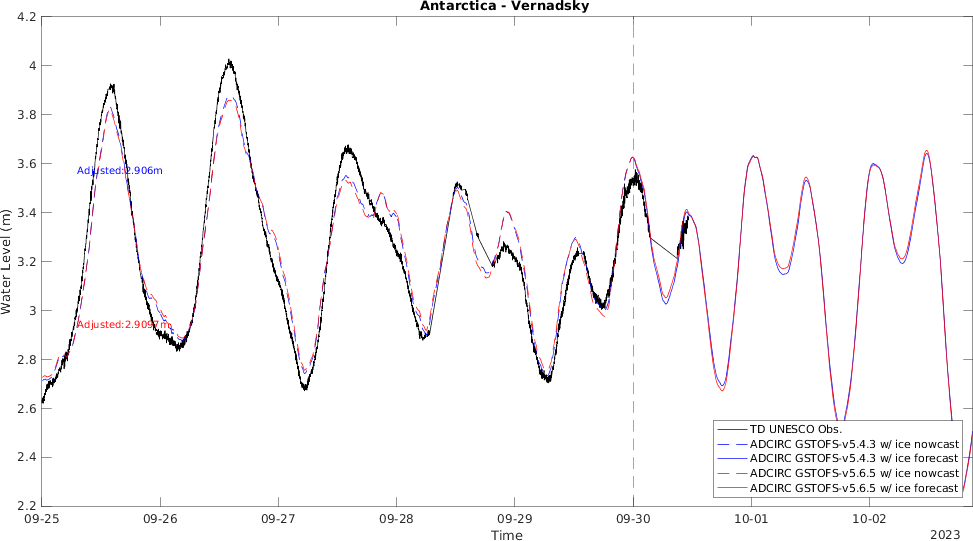 Antarctica - Vernadsky
4.2
4
3.8
3.6
3.4
3.2
3
2.8
2.6
2.4
2.2
Water Level (m)
Adjusted:2.906m
Adjusted:2.9097m
TD UNESCO Obs.
ADCIRC GSTOFS-v5.4.3 w/ ice nowcast
ADCIRC GSTOFS-v5.4.3 w/ ice forecast
ADCIRC GSTOFS-v5.6.5 w/ ice nowcast
ADCIRC GSTOFS-v5.6.5 w/ ice forecast
09-25 09-26 09-27 09-28 09-29 09-30 10-01 10-02
Time
2023